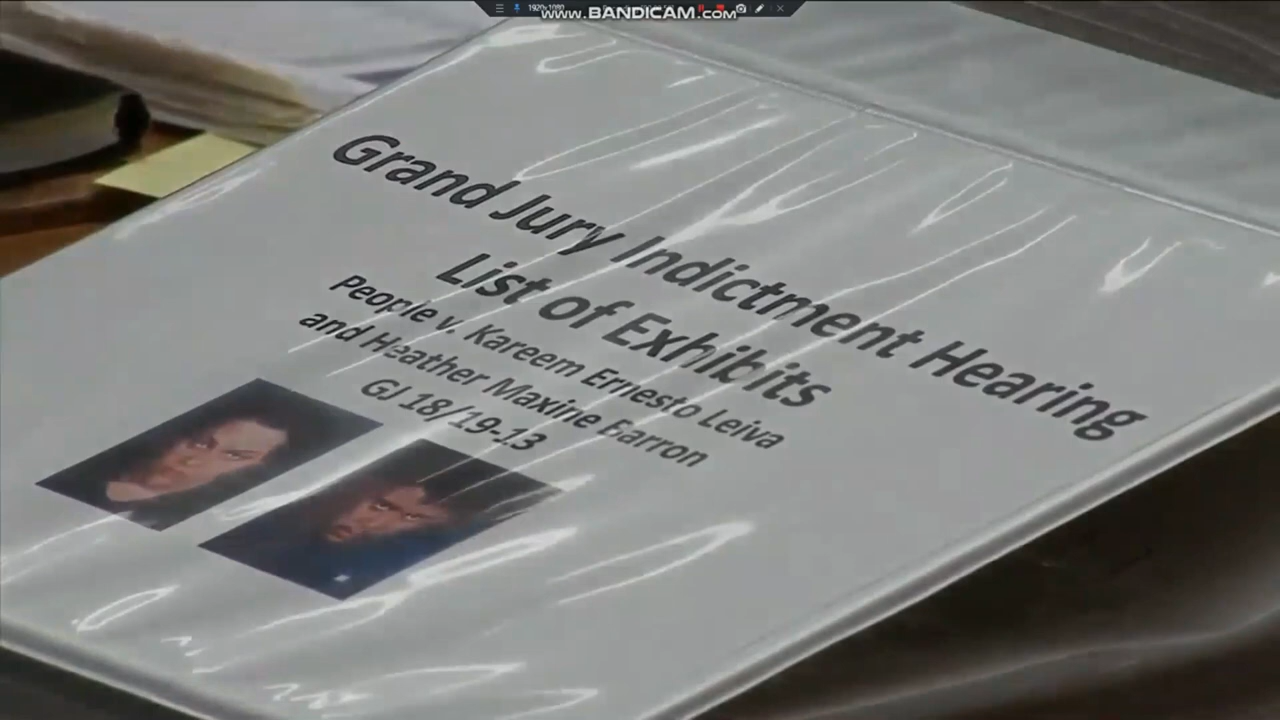 1920x1080
www.BANDICAM.com
Grand Jury Indictment Hearing
List of Exhibits
People v. Kareem Ernesto Leiva
and Heather Maxine Barron
GJ 18/19-13